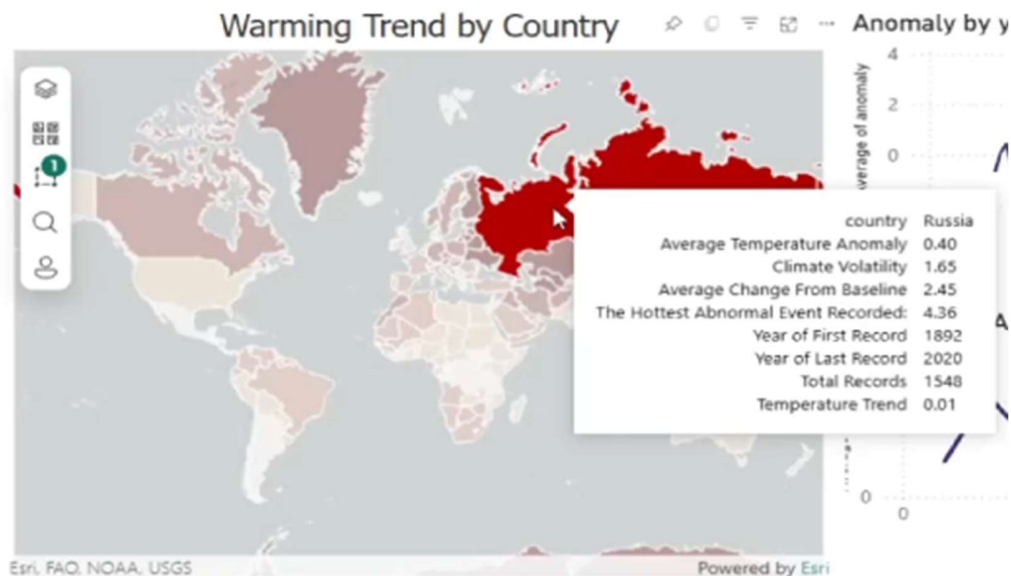 Warming Trend by Country
Anomaly by y
1
4
2
0
verage of anomaly
country Russia
Average Temperature Anomaly 0.40
Climate Volatility 1.65
Average Change From Baseline 2.45
The Hottest Abnormal Event Recorded: 4.36
Year of First Record 1892
Year of Last Record 2020
Total Records 1548
Temperature Trend 0.01
A
0
0
Esri, FAO, NOAA, USGS
Powered by Esri